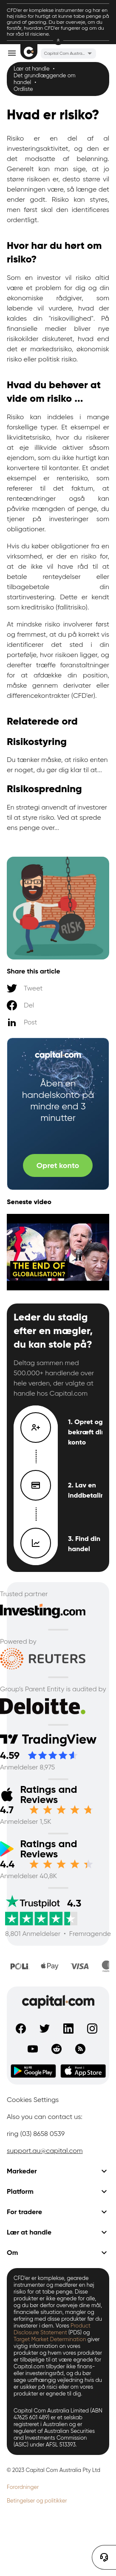 CFD'er er komplekse instrumenter og har en
høj risiko for hurtigt at kunne tabe penge på
grund af gearing. Du bør overveje, om du
forstår, hvordan CFD'er fungerer og om du
har råd til risiciene.
Capital Com Austra...
Lær at handle •
Det grundlæggende om
handel •
Ordliste
Hvad er risiko?
Risiko er en del af al
investeringsaktivitet, og den er om
det modsatte af belønning.
Generelt kan man sige, at jo
større risikoen er, desto større vil
belønningen være, så længe det
ender godt. Risiko kan styres,
men først skal den identificeres
ordentligt.
Hvor har du hørt om
risiko?
Som en investor vil risiko altid
være et problem for dig og den
økonomiske rådgiver, som
løbende vil vurdere, hvad der
kaldes din "risikovillighed". På
finansielle medier bliver nye
risikokilder diskuteret, hvad end
det er markedsrisiko, økonomisk
risiko eller politisk risiko.
Hvad du behøver at
vide om risiko ...
Risiko kan inddeles i mange
forskellige typer. Et eksempel er
likviditetsrisiko, hvor du risikerer
at eje illikvide aktiver såsom
ejendom, som du ikke hurtigt kan
konvertere til kontanter. Et andet
eksempel er renterisiko, som
refererer til det faktum, at
renteændringer også kan
påvirke mængden af penge, du
tjener på investeringer som
obligationer.
Hvis du køber obligationer fra en
virksomhed, er der en risiko for,
at de ikke vil have råd til at
betale renteydelser eller
tilbagebetale din
startinvestering. Dette er kendt
som kreditrisiko (fallitrisiko).
At mindske risiko involverer først
og fremmest, at du på korrekt vis
identificerer det sted i din
portefølje, hvor risikoen ligger, og
derefter træffe foranstaltninger
for at afdække din position,
måske gennem derivater eller
differencekontrakter (CFD'er).
Relaterede ord
Risikostyring
Du tænker måske, at risiko enten
er noget, du gør dig klar til at...
Risikospredning
En strategi anvendt af investorer
til at styre risiko. Ved at sprede
ens penge over...
RISK
Share this article
Tweet
Del
Post
capital.com
Åben en
handelskonto på
mindre end 3
minutter
Opret konto
Seneste video
THE END OF
GLOBALISATION?
Leder du stadig
efter en mægler,
du kan stole på?
Deltag sammen med
500.000+ handlende over
hele verden, der valgte at
handle hos Capital.com
1. Opret og
bekræft din
konto
2. Lav en
3. Find din
handel
Trusted partner
Investing.com
Powered by
REUTERS
Group's Parent Entity is audited by
Deloitte.
TradingView
4.59
Anmeldelser 8,975
Ratings and
Reviews
4.7
Anmeldelser 1,5K
Ratings and
Reviews
4.4
Anmeldelser 40,8K
Trustpilot 4.3
8,801 Anmeldelser • Fremragende
POLi Pay VISA
capital.com
GET IT ON
Google Play
Download on the
App Store
Cookies Settings
Also you can contact us:
ring (03) 8658 0539
support.au@capital.com
Markeder
Platform
For tradere
Lær at handle
Om
CFD'er er komplekse, gearede
instrumenter og medfører en høj
risiko for at tabe penge. CFD'er er
muligvis ikke egnede for alle, og
du bør derfor overveje dine mål,
finansielle situation, mangler og
erfaring med disse produkter før
du investerer i dem. Vores Product
Disclosure Statement (PDS) og
Target Market Determination giver
vigtig information om vores
produkter og hvem vores produkter
er tilsigtet til. De er tilgængelige for
Capital.com tilbyder ikke finans-
eller investeringsråd, og du bør
søge uafhængig vejledning hvis du
er usikker på om eller om vores
produkter er egnede til dig.
Capital Com Australia Limited (ABN
47625 601 489) er et selskab
registreret i Australien og er
reguleret af Australian Securities
and Investments Commission
(ASIC) under AFSL 513393.
© 2023 Capital Com Australia Pty Ltd
Forordninger
Betingelser og politikker